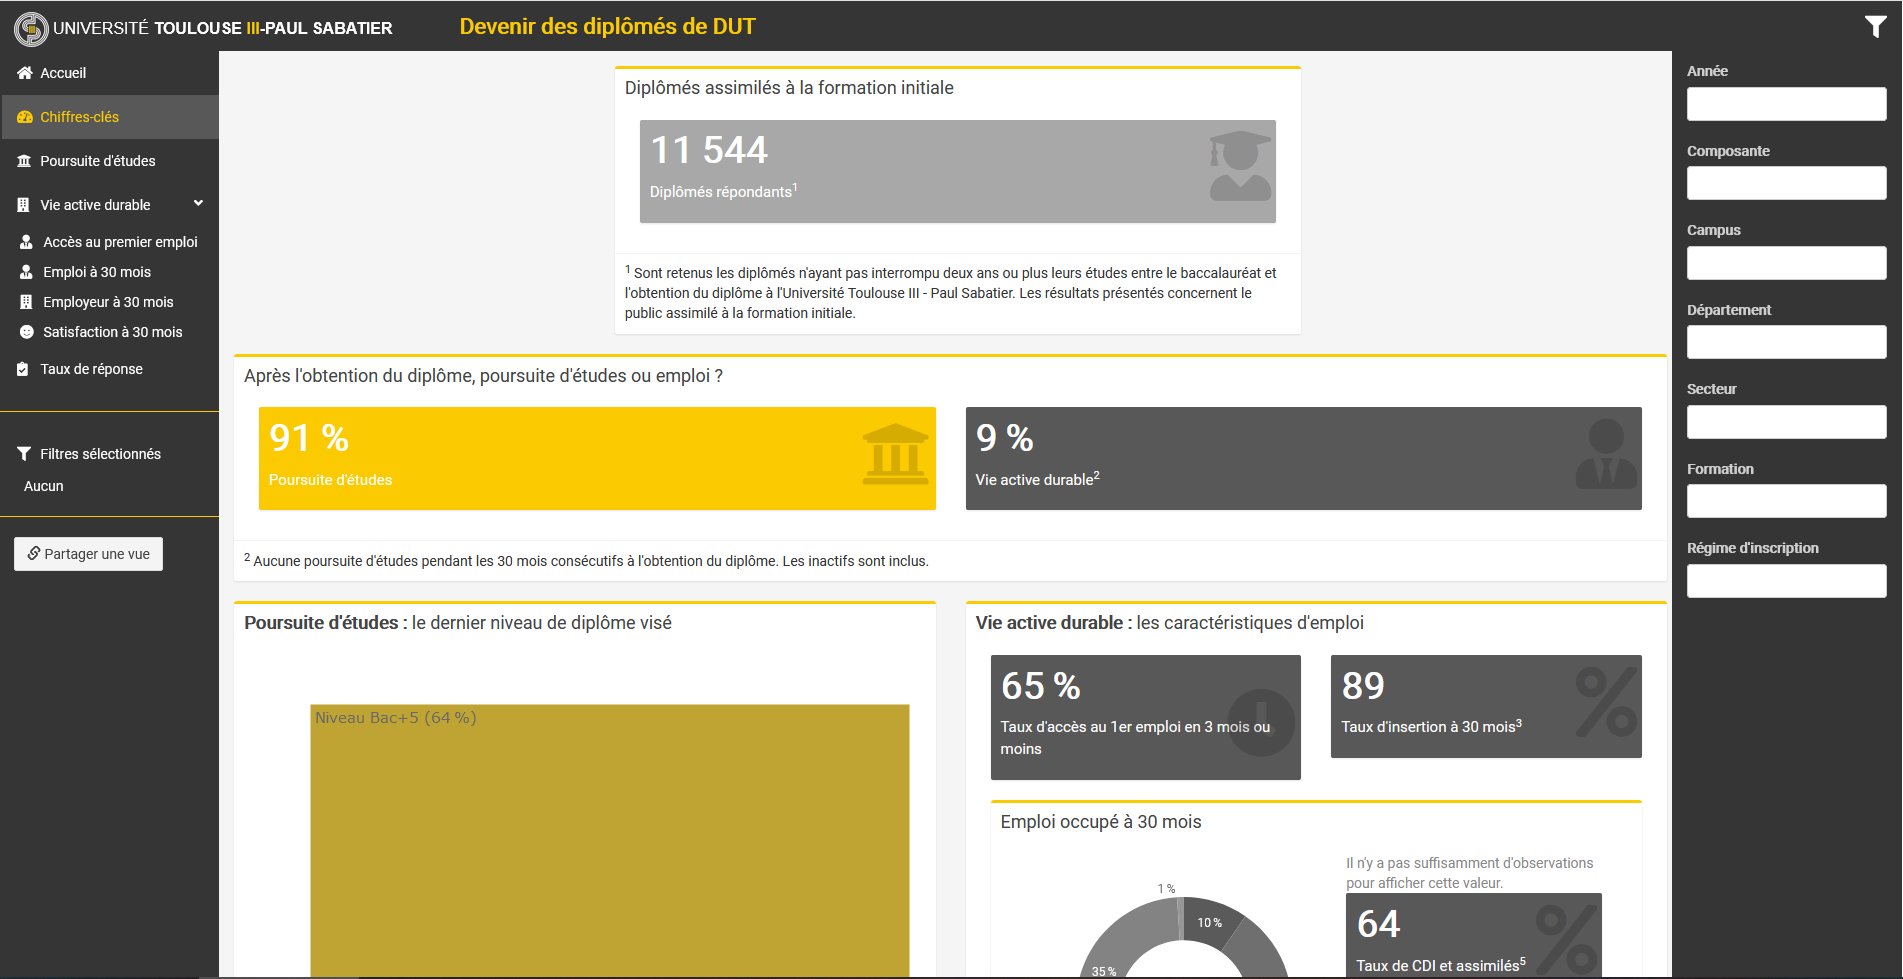 UNIVERSITÉ TOULOUSE III-PAUL SABATIER
Devenir des diplômés de DUT
Accueil
Chiffres-clés
Poursuite d'études
Vie active durable
Accès au premier emploi
Emploi à 30 mois
Employeur à 30 mois
Satisfaction à 30 mois
Taux de réponse
Filtres sélectionnés
Aucun
Partager une vue
Diplômés assimilés à la formation initiale
11 544
Diplômés répondants1
1 Sont retenus les diplômés n'ayant pas interrompu deux ans ou plus leurs études entre le baccalauréat et
l'obtention du diplôme à l'Université Toulouse III - Paul Sabatier. Les résultats présentés concernent le
public assimilé à la formation initiale.
Après l'obtention du diplôme, poursuite d'études ou emploi ?
91 %
Poursuite d'études
9 %
Vie active durable2
2 Aucune poursuite d'études pendant les 30 mois consécutifs à l'obtention du diplôme. Les inactifs sont inclus.
Poursuite d'études : le dernier niveau de diplôme visé
Niveau Bac+5 (64 %)
Vie active durable : les caractéristiques d'emploi
65 %
Taux d'accès au 1er emploi en 3 mois ou
moins
89
Taux d'insertion à 30 mois3
Emploi occupé à 30 mois
1 %
10 %
35 %
Il n'y a pas suffisamment d'observations
pour afficher cette valeur.
64
Taux de CDI et assimilés5
Année
Composante
Campus
Département
Secteur
Formation
Régime d'inscription